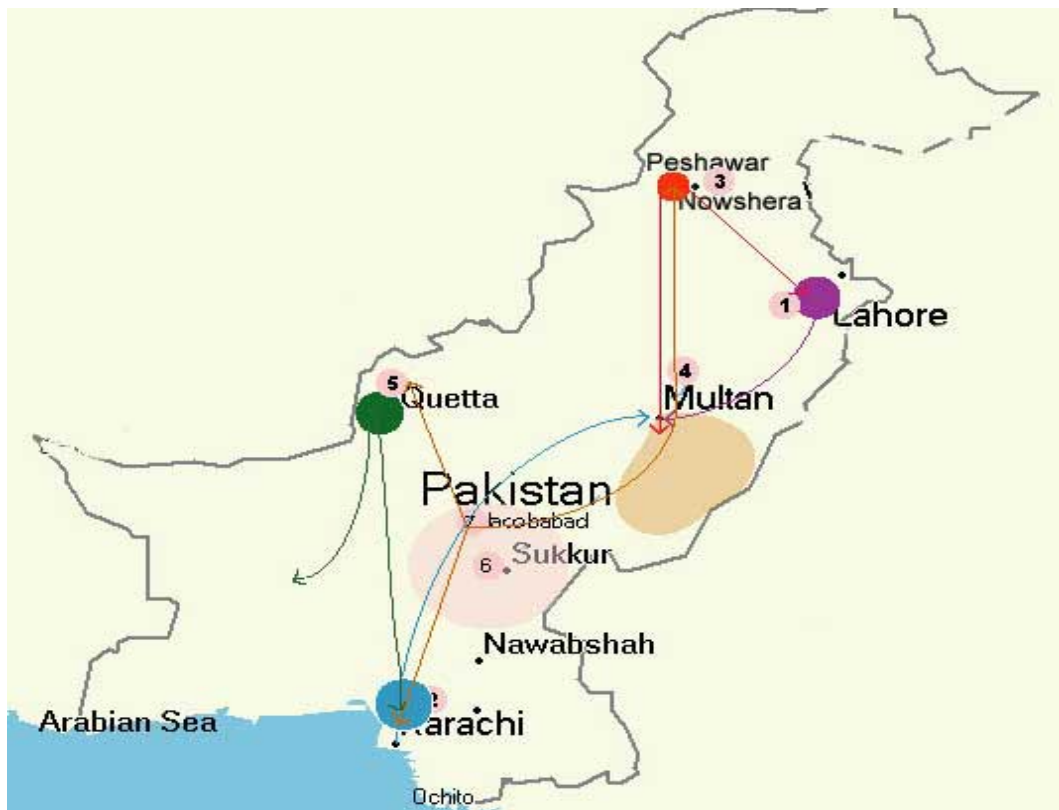 Peshawar
3
Nowshera
1
Lahore
4
Multan
5
Quetta
Pakistan
7 Jacobabad
6
Sukkur
Nawabshah
2
Karachi
Arabian Sea
Ochito